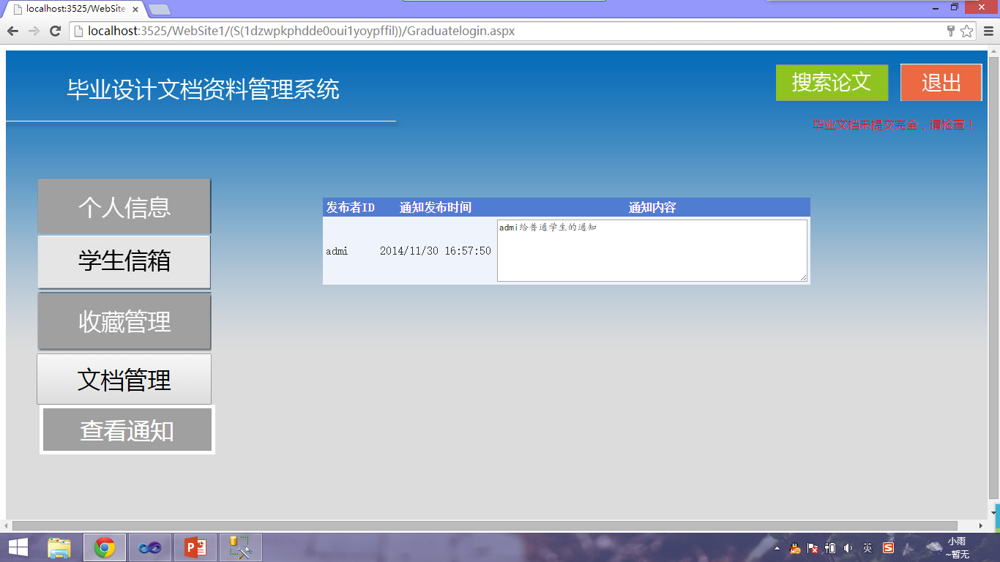 localhost:3525/WebSite
localhost:3525/WebSite1/(S(1dzwpkphdde0oui1yoypffil))/Graduatelogin.aspx
毕业设计文档资料管理系统
搜索论文
退出
毕业文档未提交完全，请检查！
个人信息
学生信箱
收藏管理
文档管理
查看通知
发布者ID 通知发布时间 通知内容
admi 2014/11/30 16:57:50 admi给普通学生的通知
英
小雨
~暂无